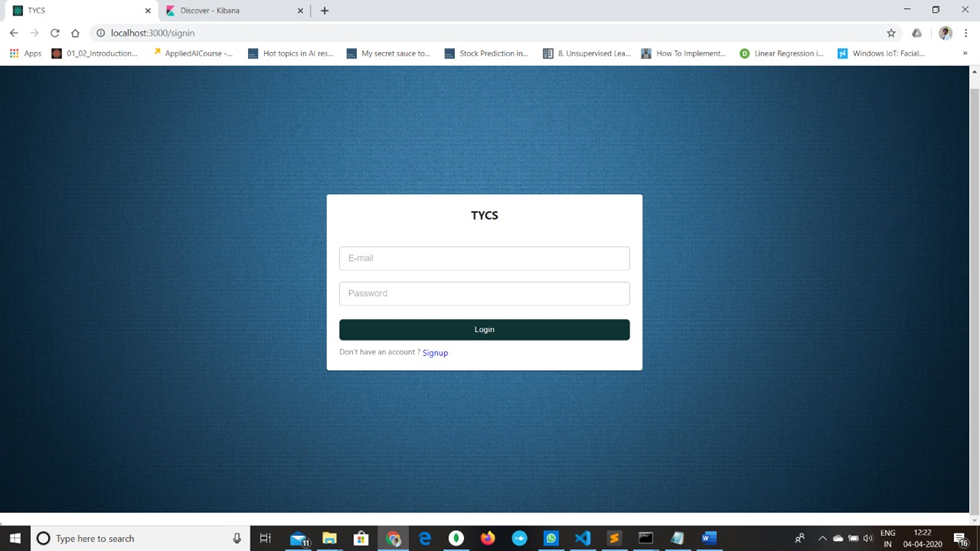 TYCS
Discover - Kibana
localhost:3000/signin
Apps
01_02_Introduction...
AppliedAICourse -...
Hot topics in AI res...
My secret sauce to...
Stock Prediction in...
8. Unsupervised Lea...
How To Implement...
Linear Regression i...
Windows IoT: Facial...
»
TYCS
E-mail
Password
Login
Don't have an account ? Signup
Type here to search
11
ENG
IN
12:22
04-04-2020
16